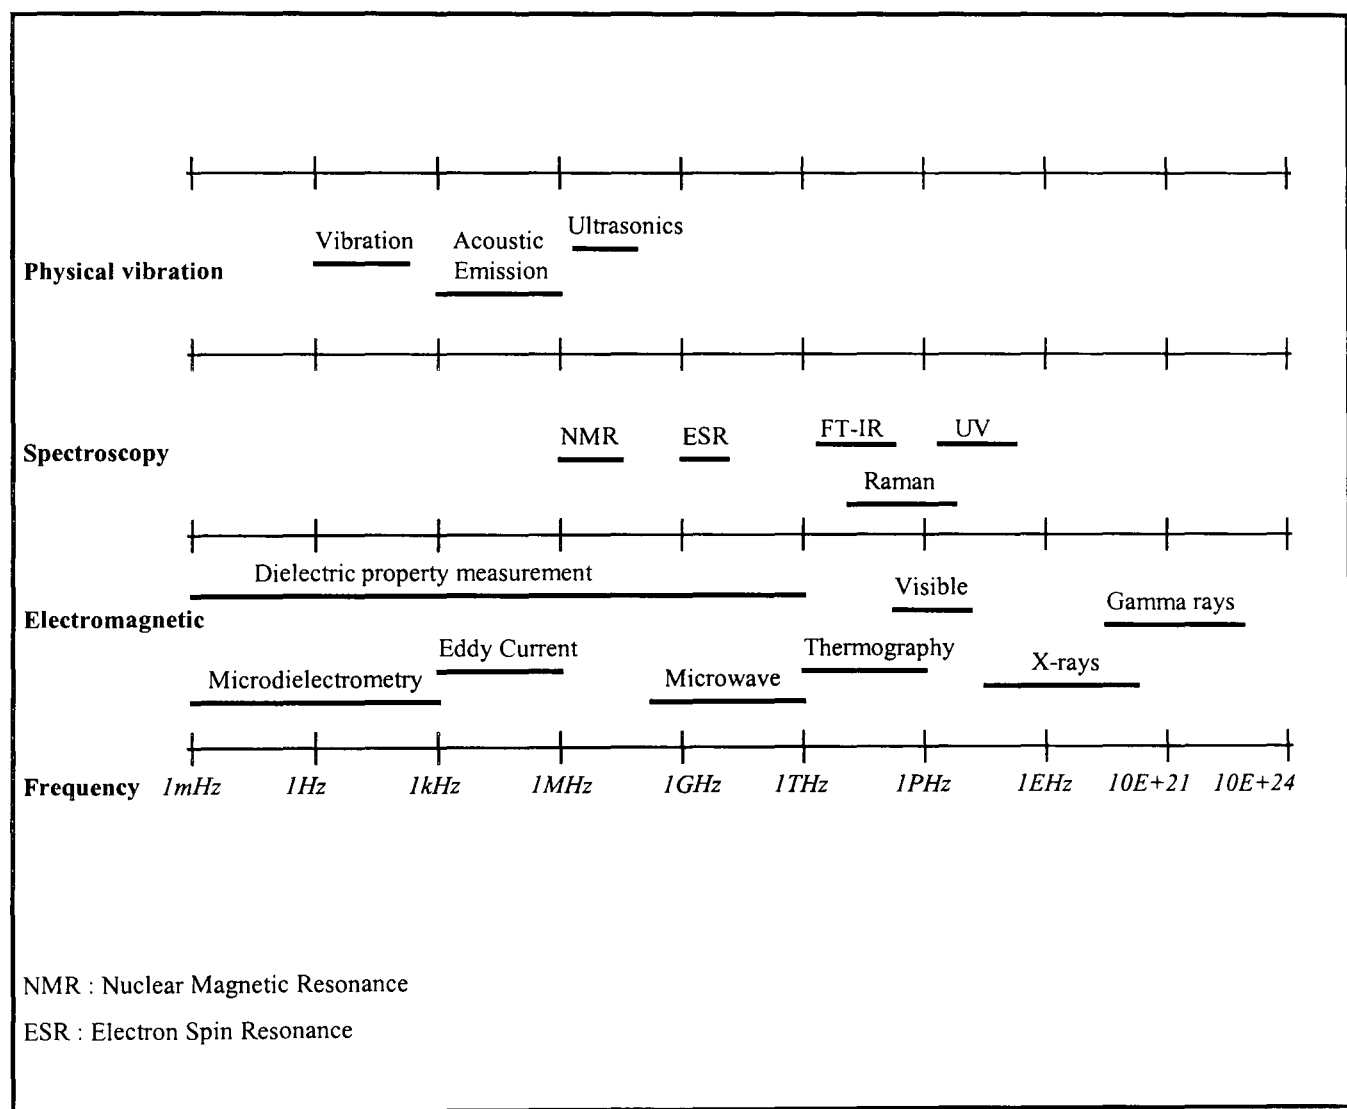 Ultrasonics
Vibration
Acoustic
Emission
Physical vibration
NMR
ESR
FT-IR
UV
Spectroscopy
Raman
Dielectric property measurement
Visible
Gamma rays
Electromagnetic
Eddy Current
Thermography
X-rays
Microdielectrometry
Microwave
Frequency 1mHz 1Hz 1kHz 1MHz 1GHz 1THz 1PHz 1EHz 10E+21 10E+24
NMR : Nuclear Magnetic Resonance
ESR : Electron Spin Resonance